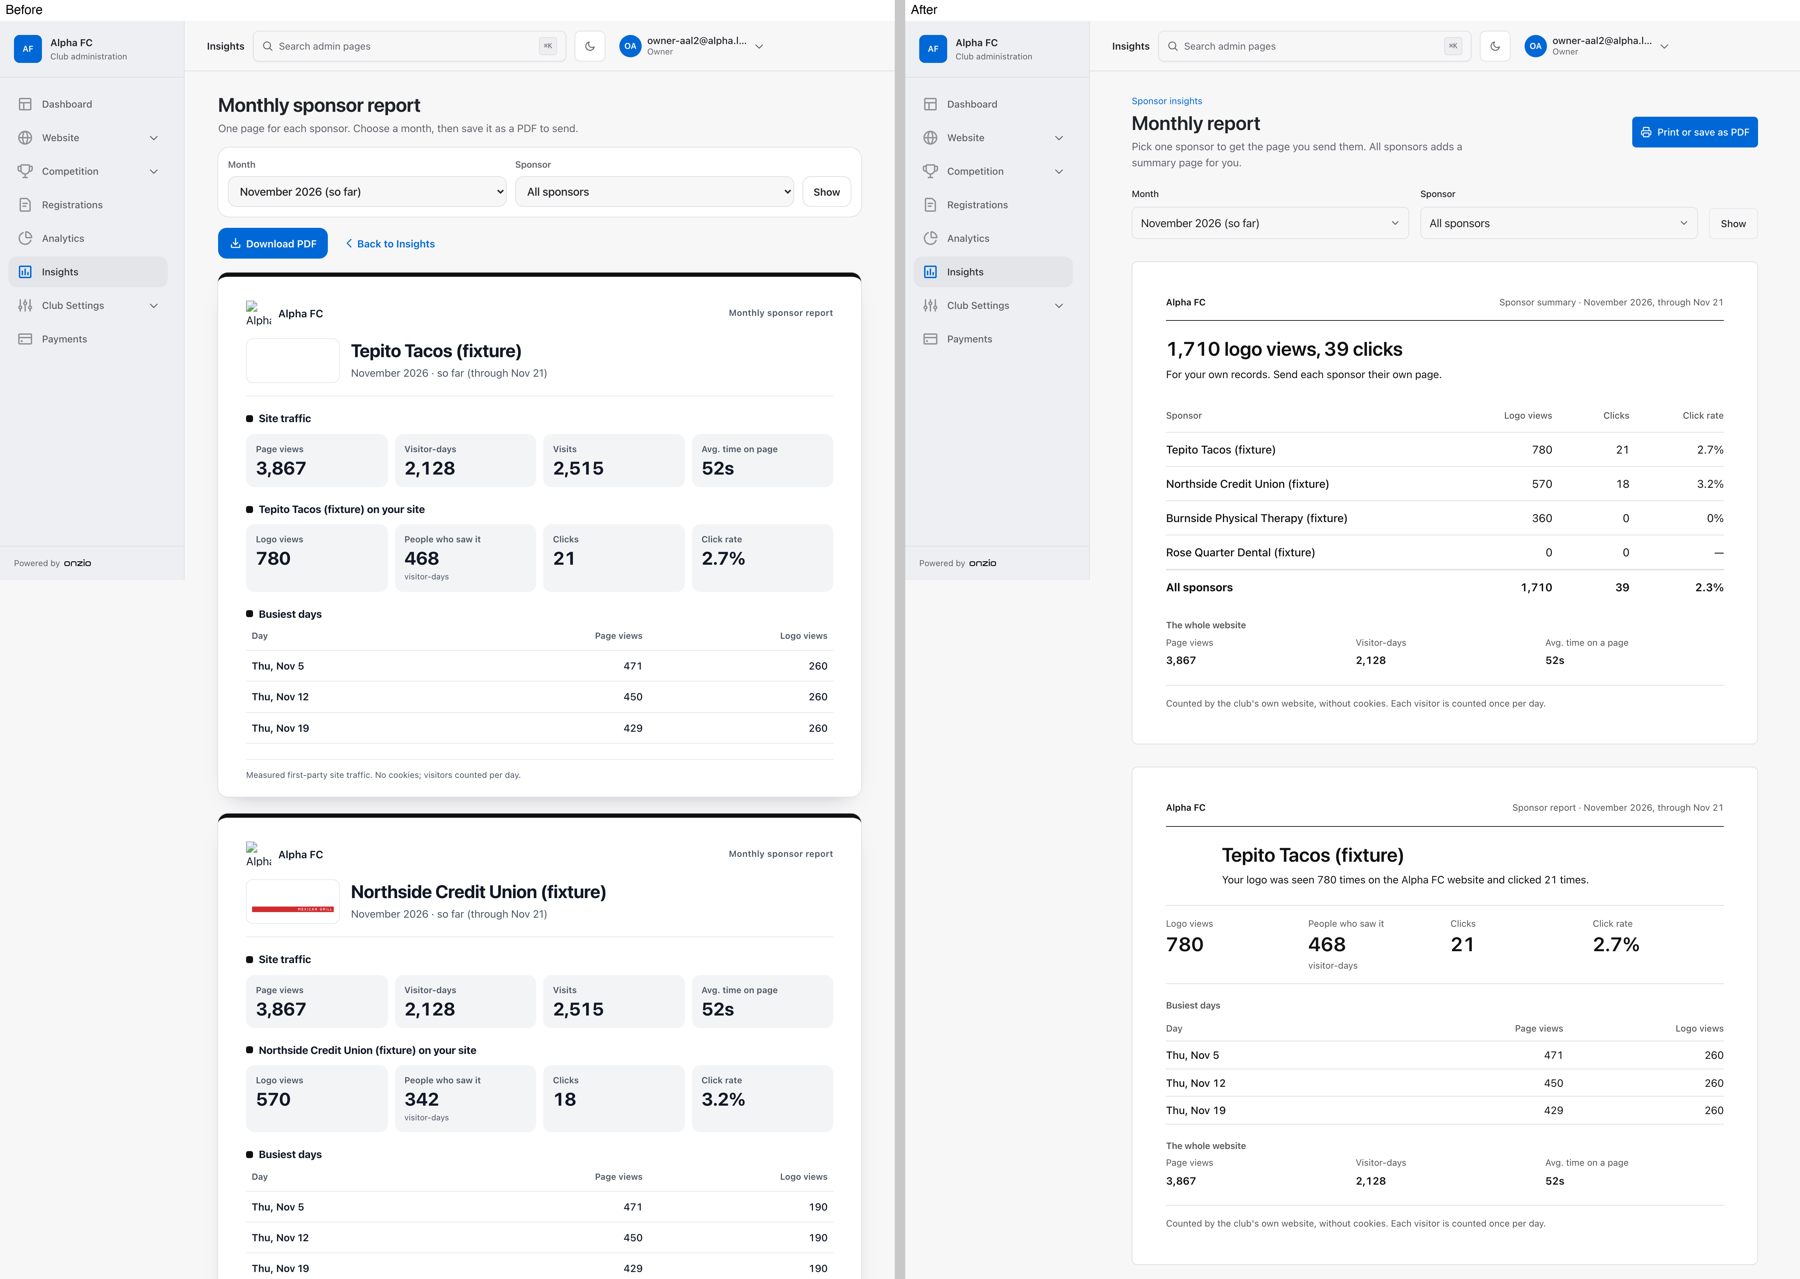 Before
AF
Alpha FC
Club administration
Dashboard
Website
Competition
Registrations
Analytics
Insights
Club Settings
Payments
Powered by onzio
Insights
Search admin pages
⌘K
OA
owner-aal2@alpha.l...
Owner
Monthly sponsor report
One page for each sponsor. Choose a month, then save it as a PDF to send.
Month
Sponsor
November 2026 (so far)
All sponsors
Show
Download PDF
Back to Insights
Alpha
Alpha FC
Monthly sponsor report
Tepito Tacos (fixture)
November 2026 · so far (through Nov 21)
Site traffic
Page views
Visitor-days
Visits
Avg. time on page
3,867
2,128
2,515
52s
Tepito Tacos (fixture) on your site
Logo views
People who saw it
Clicks
Click rate
780
468
21
2.7%
visitor-days
Busiest days
Day Page views Logo views
Thu, Nov 5 471 260
Thu, Nov 12 450 260
Thu, Nov 19 429 260
Measured first-party site traffic. No cookies; visitors counted per day.
Alpha
Alpha FC
Monthly sponsor report
MEXICAN GRILL
Northside Credit Union (fixture)
November 2026 · so far (through Nov 21)
Site traffic
Page views
Visitor-days
Visits
Avg. time on page
3,867
2,128
2,515
52s
Northside Credit Union (fixture) on your site
Logo views
People who saw it
Clicks
Click rate
570
342
18
3.2%
visitor-days
Busiest days
Day Page views Logo views
Thu, Nov 5 471 190
Thu, Nov 12 450 190
Thu, Nov 19 429 190
After
AF
Alpha FC
Club administration
Dashboard
Website
Competition
Registrations
Analytics
Insights
Club Settings
Payments
Powered by onzio
Insights
Search admin pages
⌘K
OA
owner-aal2@alpha.l...
Owner
Sponsor insights
Monthly report
Pick one sponsor to get the page you send them. All sponsors adds a
summary page for you.
Print or save as PDF
Month
Sponsor
November 2026 (so far)
All sponsors
Show
Alpha FC
Sponsor summary · November 2026, through Nov 21
1,710 logo views, 39 clicks
For your own records. Send each sponsor their own page.
Sponsor Logo views Clicks Click rate
Tepito Tacos (fixture) 780 21 2.7%
Northside Credit Union (fixture) 570 18 3.2%
Burnside Physical Therapy (fixture) 360 0 0%
Rose Quarter Dental (fixture) 0 0 —
All sponsors 1,710 39 2.3%
The whole website
Page views
Visitor-days
Avg. time on a page
3,867
2,128
52s
Counted by the club's own website, without cookies. Each visitor is counted once per day.
Alpha FC
Sponsor report · November 2026, through Nov 21
Tepito Tacos (fixture)
Your logo was seen 780 times on the Alpha FC website and clicked 21 times.
Logo views
People who saw it
Clicks
Click rate
780
468
21
2.7%
visitor-days
Busiest days
Day Page views Logo views
Thu, Nov 5 471 260
Thu, Nov 12 450 260
Thu, Nov 19 429 260
The whole website
Page views
Visitor-days
Avg. time on a page
3,867
2,128
52s
Counted by the club's own website, without cookies. Each visitor is counted once per day.